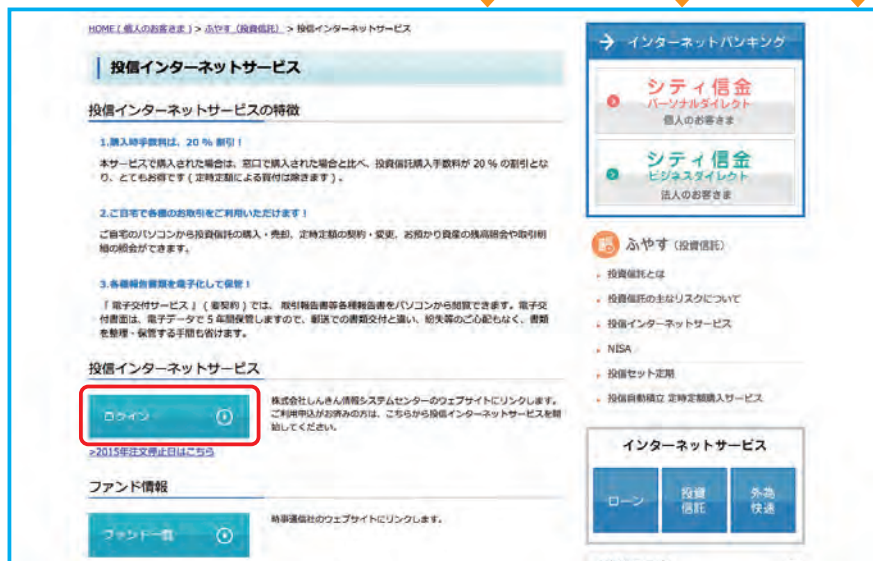 HOME(個人のお客さま)> ふやす(投資信託) > 投信インターネットサービス
投信インターネットサービス
投信インターネットサービスの特徴
1.購入時手数料は、20 % 割引!
本サービスで購入された場合は、窓口で購入された場合と比べ、投資信託購入手数料が 20 % の割引とな
り、とてもお得です ( 定時定額による買付は除きます ) 。
2.ご自宅で各種のお取引をご利用いただけます!
ご自宅のパソコンから投資信託の購入・売却、定時定額の契約・変更、お預かり資産の残高照会や取引明
細の照会ができます。
3.各種報告書類を電子化して保管!
「 電子交付サービス 」 ( 要契約 ) では、 取引報告書等各種報告書をパソコンから閲覧できます。電子交
付書面は、電子データで 5 年間保管しますので、郵送での書類交付と違い、紛失等のご心配もなく、書類
を整理・保管する手間も省けます。
投信インターネットサービス
ログイン
株式会社しんきん情報システムセンターのウェブサイトにリンクします。
ご利用申込がお済みの方は、こちらから投信インターネットサービスを開
始してください。
>2015年注文停止日はこちら
ファンド情報
ファンド一覧
時事通信社のウェブサイトにリンクします。
インターネットバンキング
シティ信金
パーソナルダイレクト
個人のお客さま
シティ信金
ビジネスダイレクト
法人のお客さま
ふやす (投資信託)
投資信託とは
投資信託の主なリスクについて
投信インターネットサービス
NISA
投信セット定期
投信自動積立 定時定額購入サービス
インターネットサービス
ローン
投資
信託
外為
快速